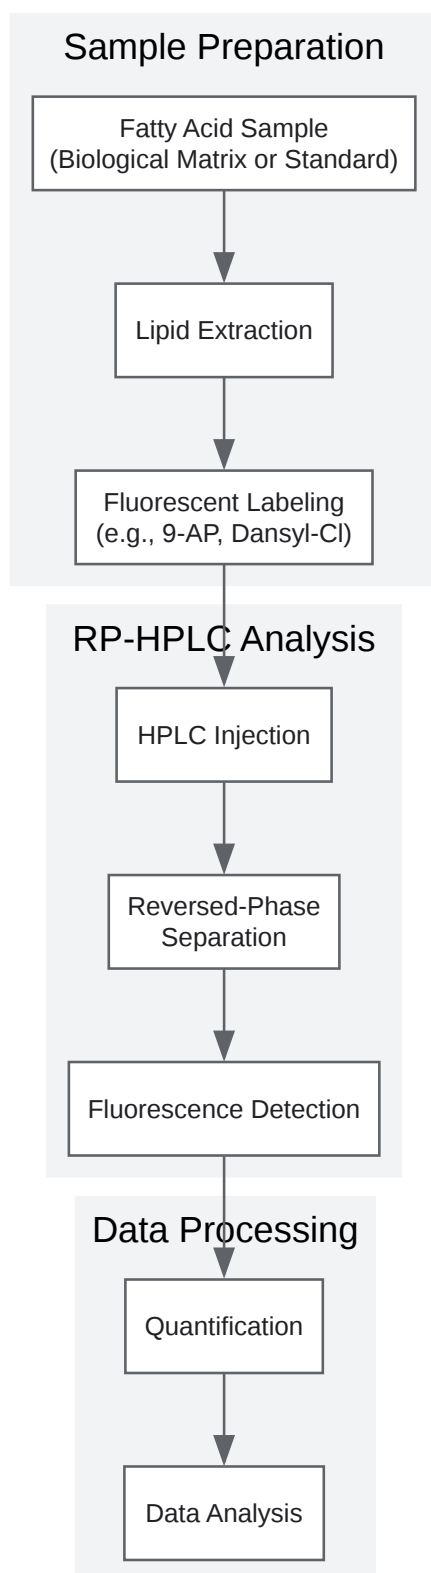 Sample Preparation
Fatty Acid Sample
(Biological Matrix or Standard)
Lipid Extraction
Fluorescent Labeling
(e.g., 9-AP, Dansyl-Cl)
RP-HPLC Analysis
HPLC Injection
Reversed-Phase
Separation
Fluorescence Detection
Data Processing
Quantification
Data Analysis